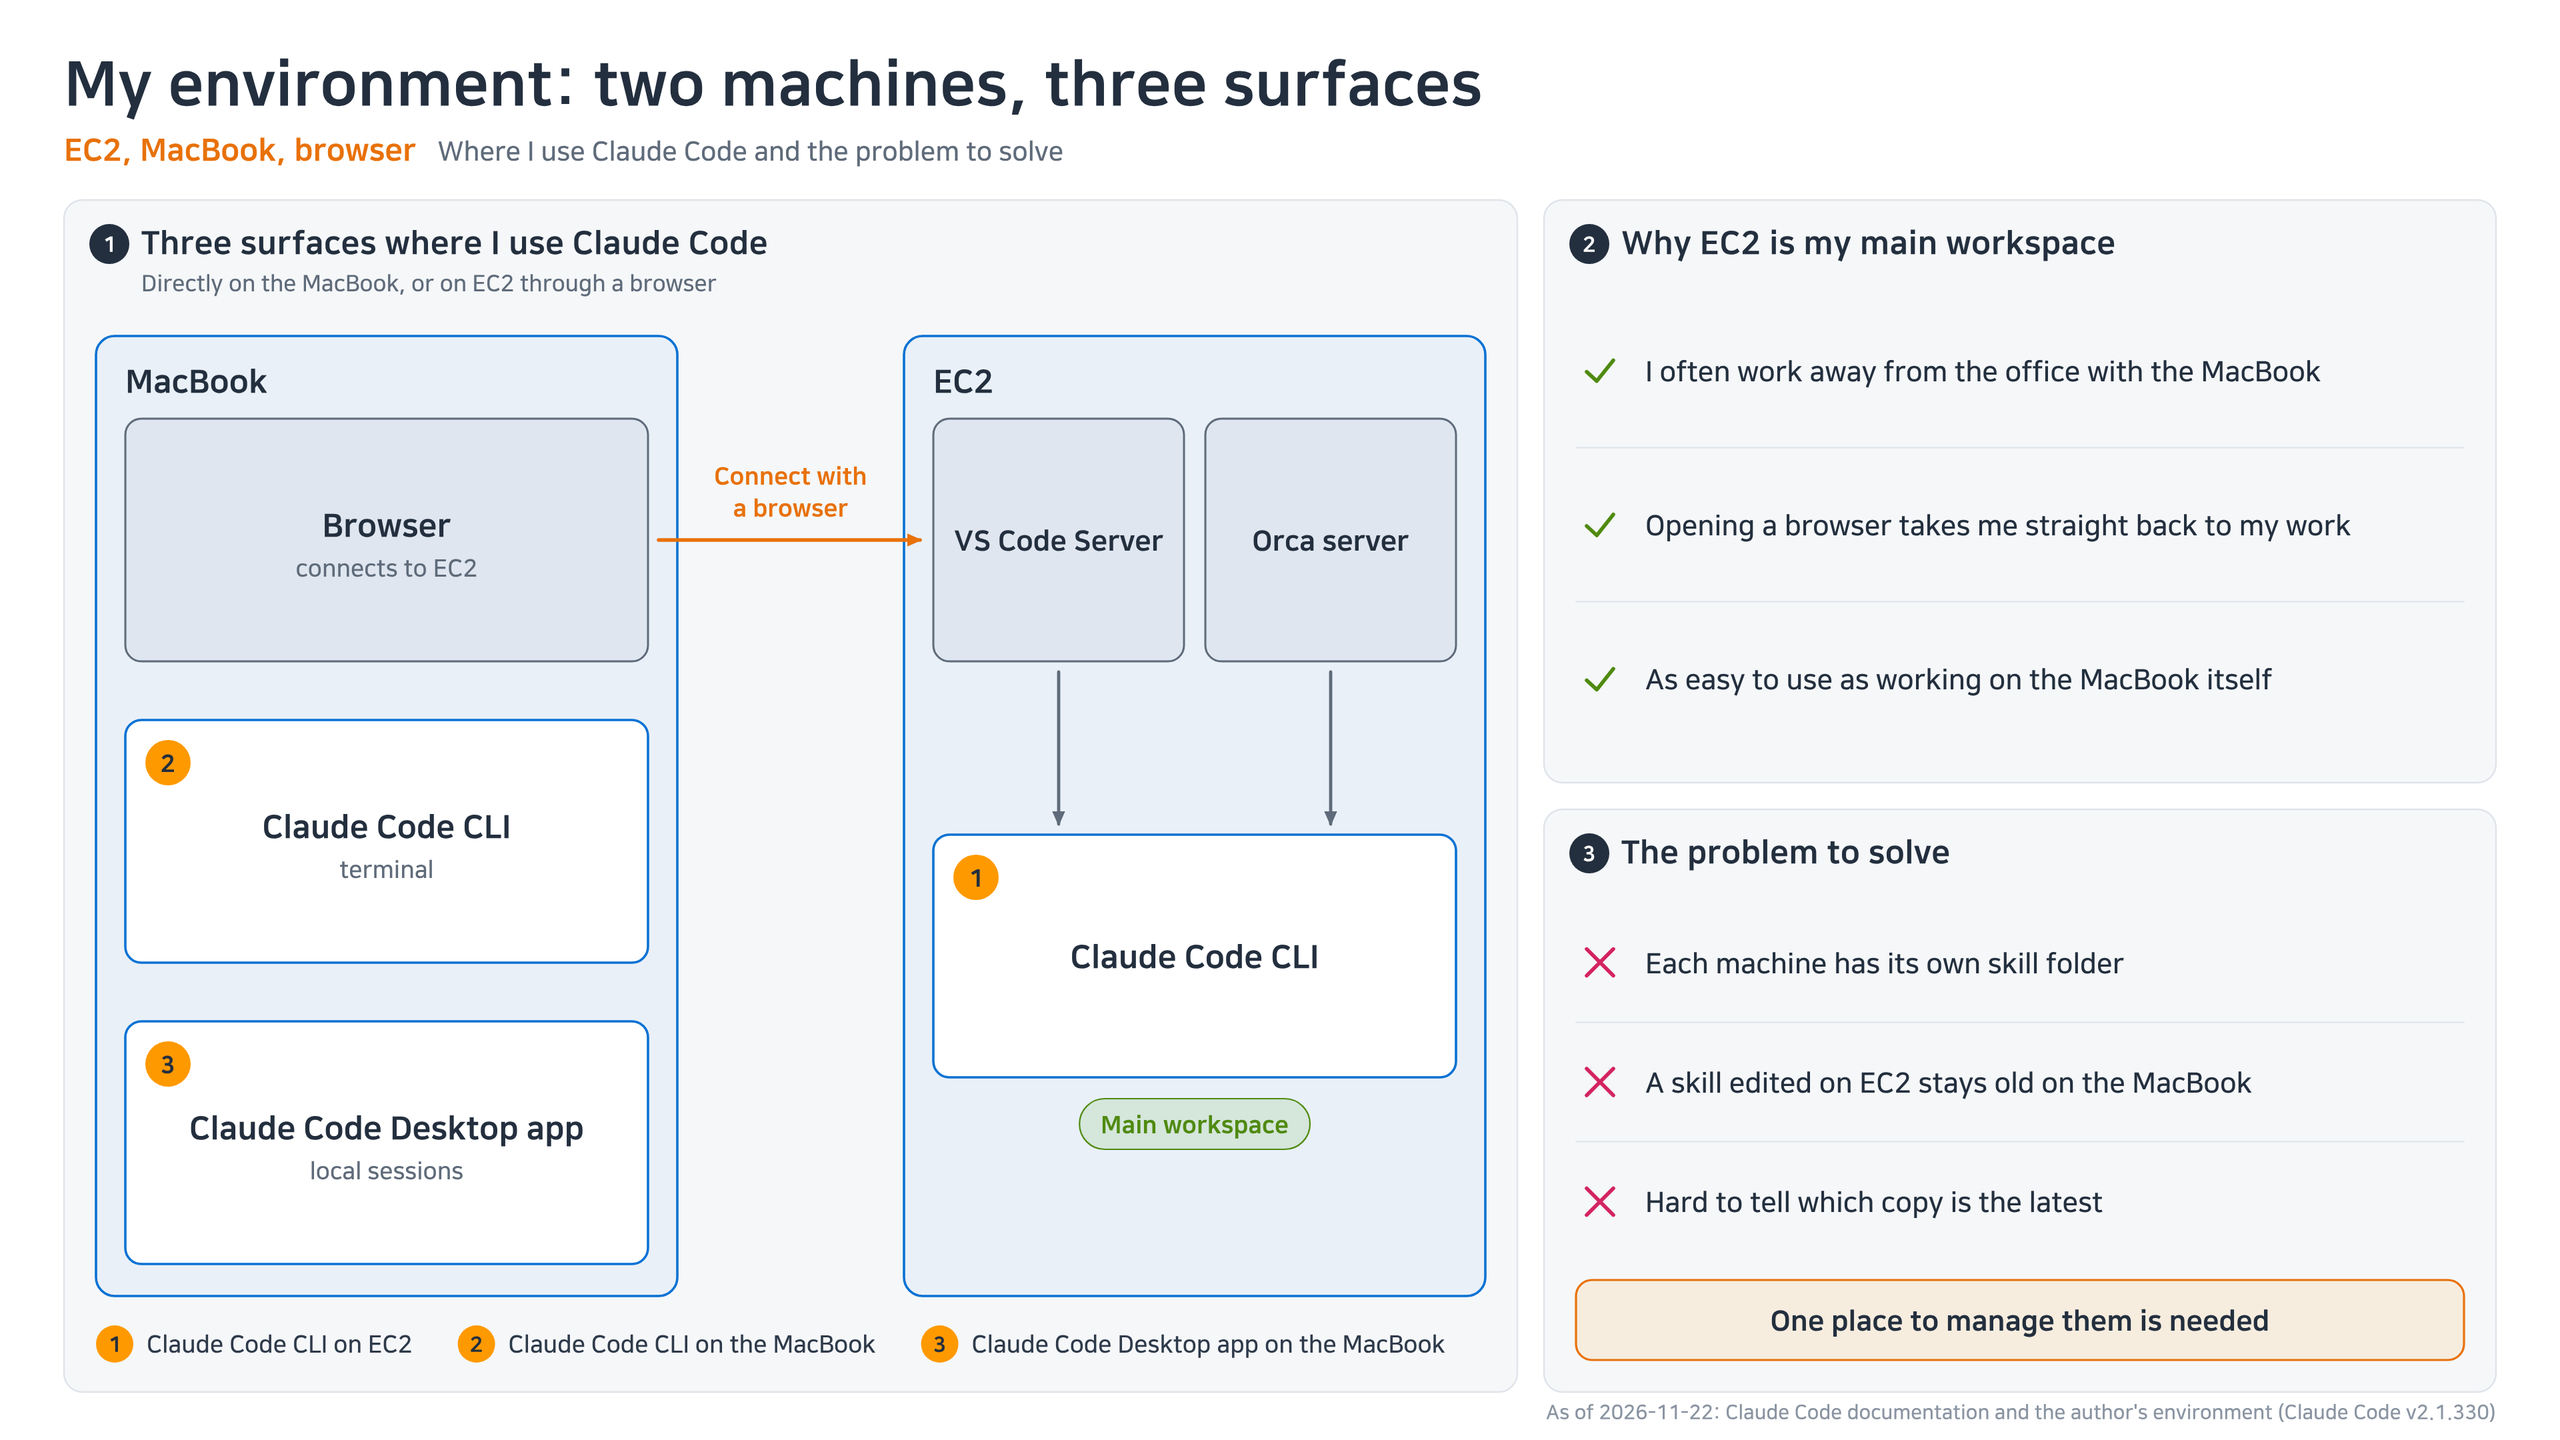 My environment: two machines, three surfaces
EC2, MacBook, browser Where I use Claude Code and the problem to solve
1 Three surfaces where I use Claude Code
Directly on the MacBook, or on EC2 through a browser
MacBook
Browser
connects to EC2
2
Claude Code CLI
terminal
3
Claude Code Desktop app
local sessions
Connect with
a browser
EC2
VS Code Server
Orca server
1
Claude Code CLI
Main workspace
1 Claude Code CLI on EC2
2 Claude Code CLI on the MacBook
3 Claude Code Desktop app on the MacBook
2 Why EC2 is my main workspace
I often work away from the office with the MacBook
Opening a browser takes me straight back to my work
As easy to use as working on the MacBook itself
3 The problem to solve
Each machine has its own skill folder
A skill edited on EC2 stays old on the MacBook
Hard to tell which copy is the latest
One place to manage them is needed
As of 2026-11-22: Claude Code documentation and the author's environment (Claude Code v2.1.330)